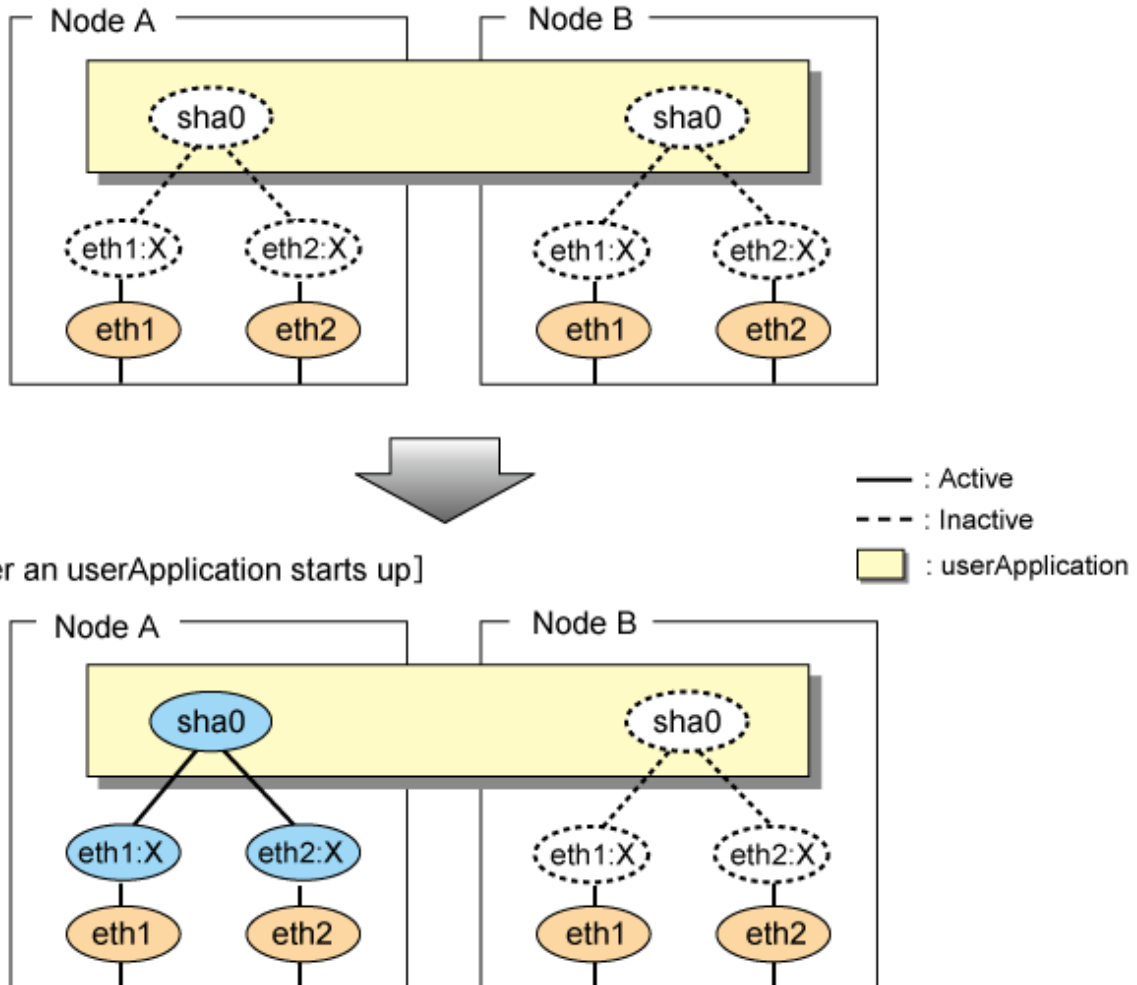 Node A Node B
sha0 sha0
eth1:X eth2:X eth1:X eth2:X
eth1 eth2 eth1 eth2
: Active
: Inactive
: userApplication
er an userApplication starts up]
Node A Node B
sha0 sha0
eth1:X eth2:X eth1:X eth2:X
eth1 eth2 eth1 eth2